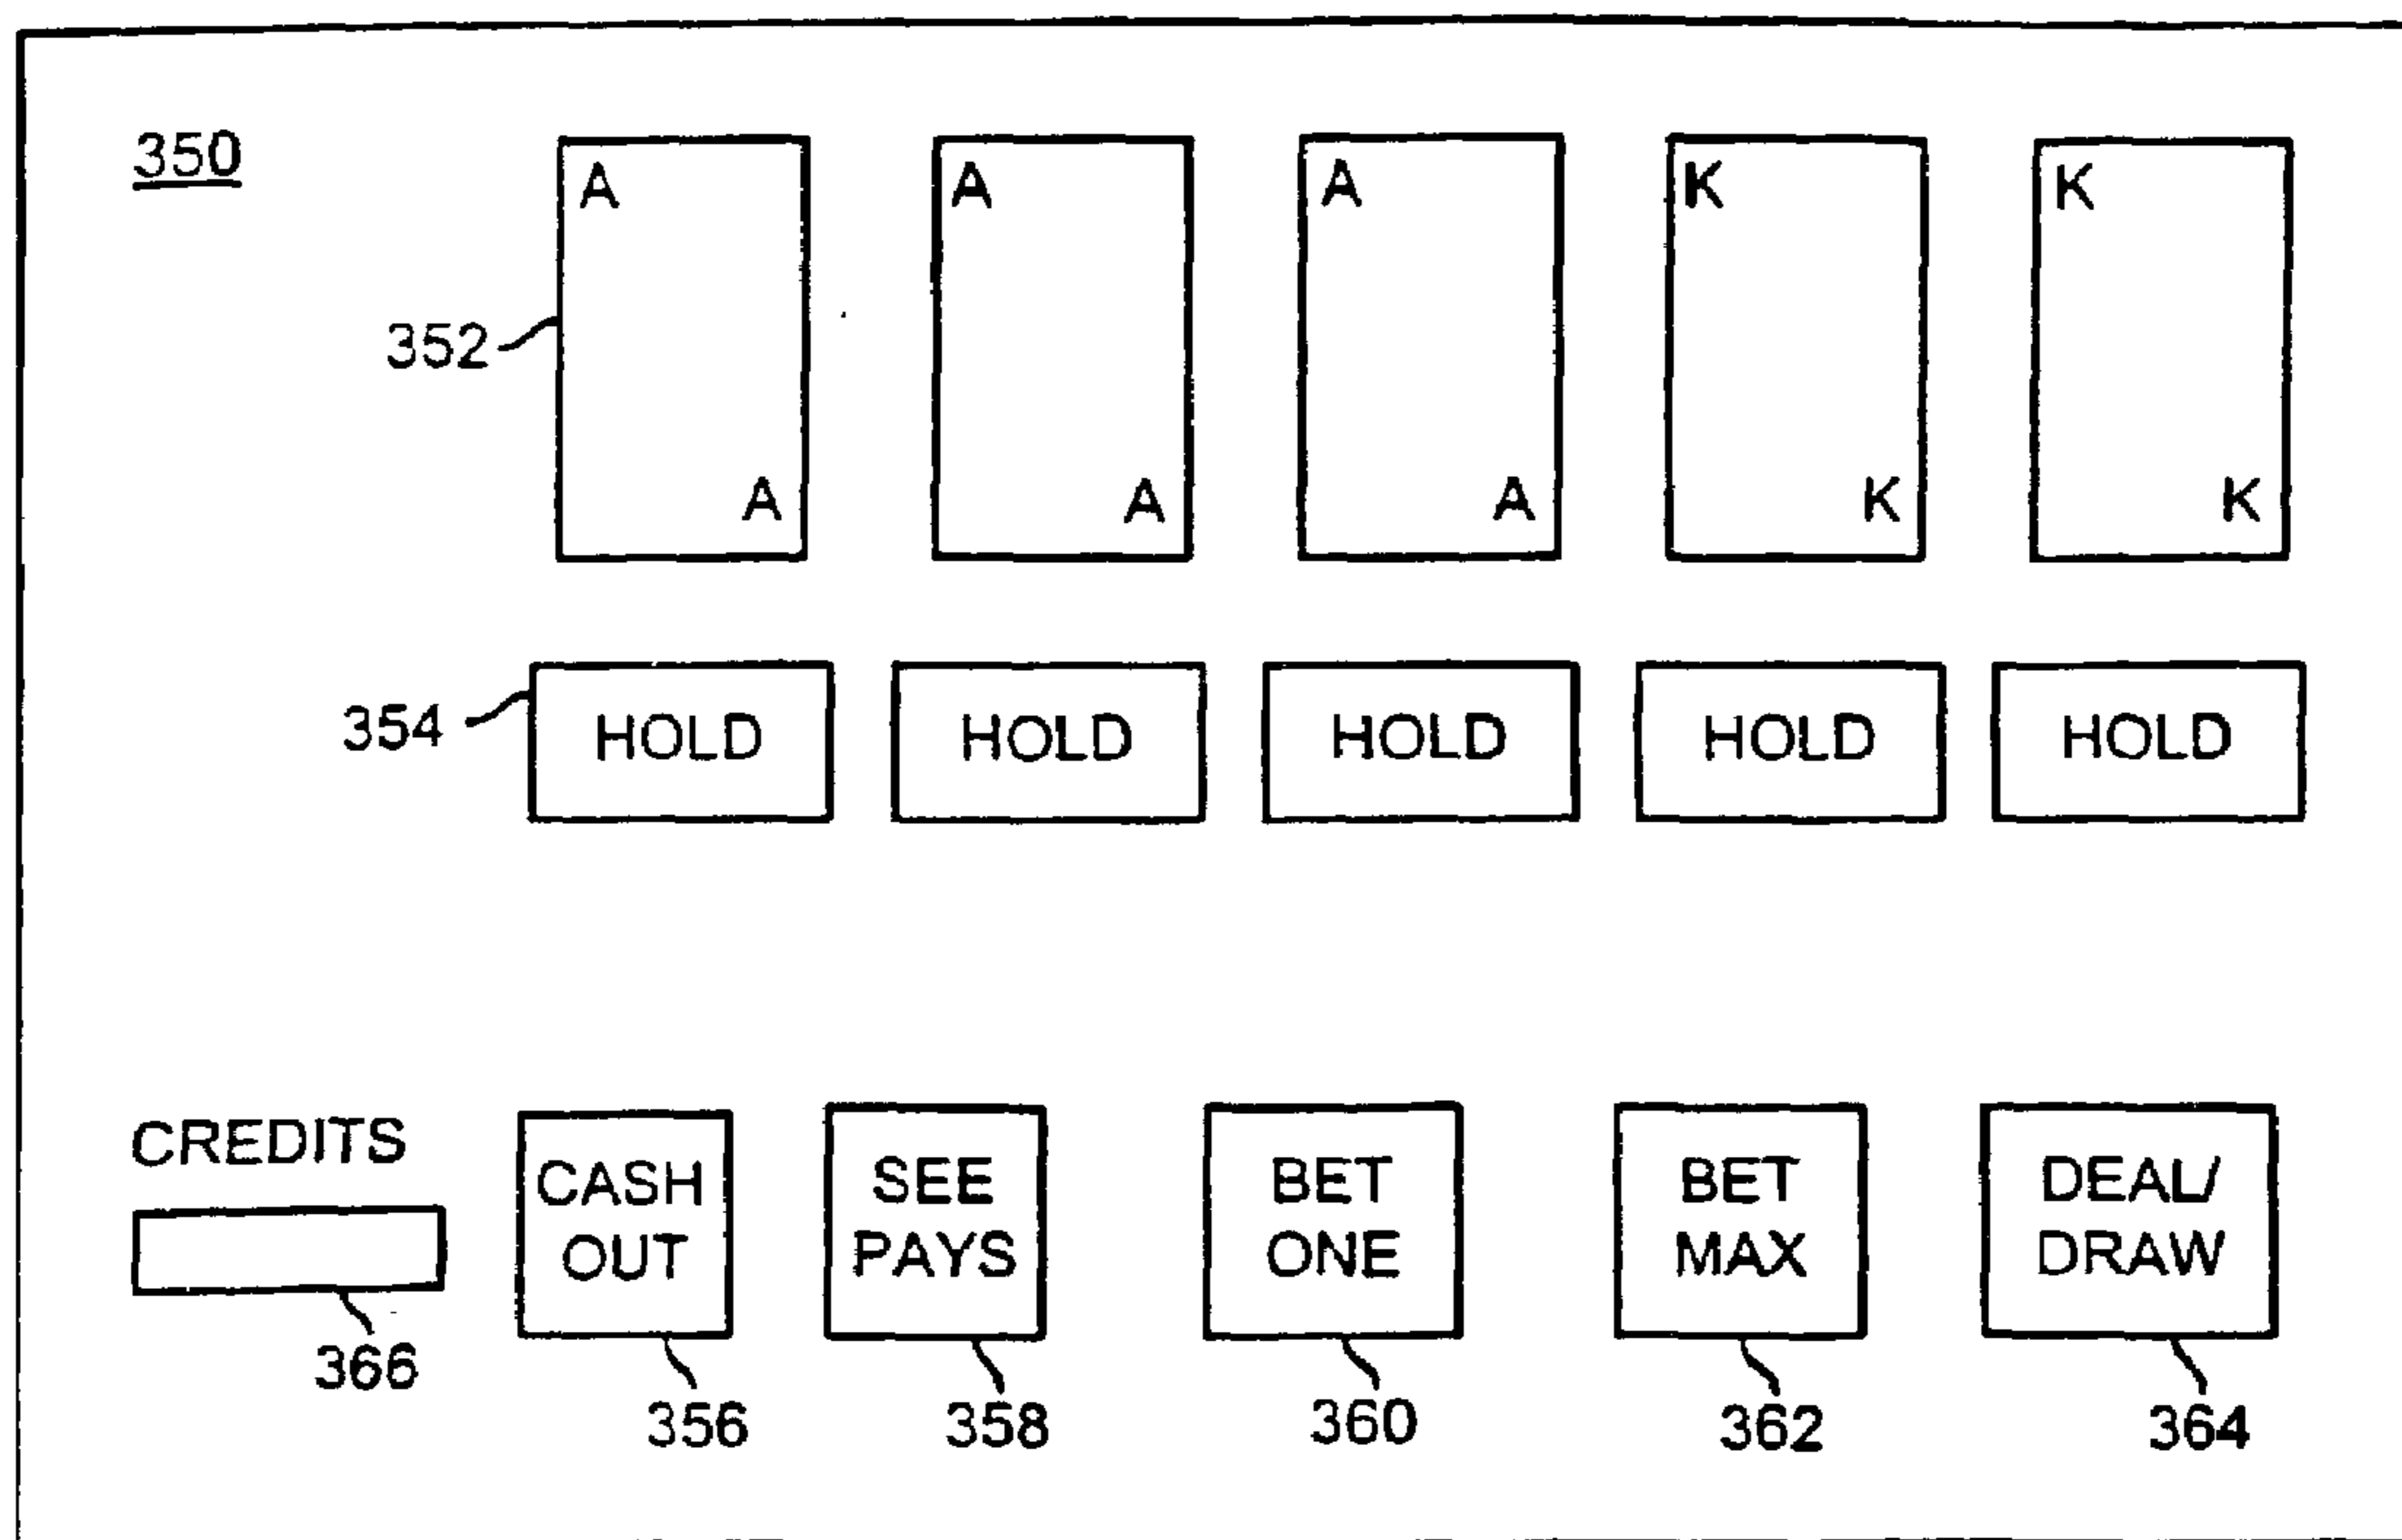 350
A A A K K
352
A A A K K
354 HOLD HOLD HOLD HOLD HOLD
CREDITS
CASH OUT
SEE PAYS
BET ONE
BET MAX
DEAL/ DRAW
366
356 358 360 362 364